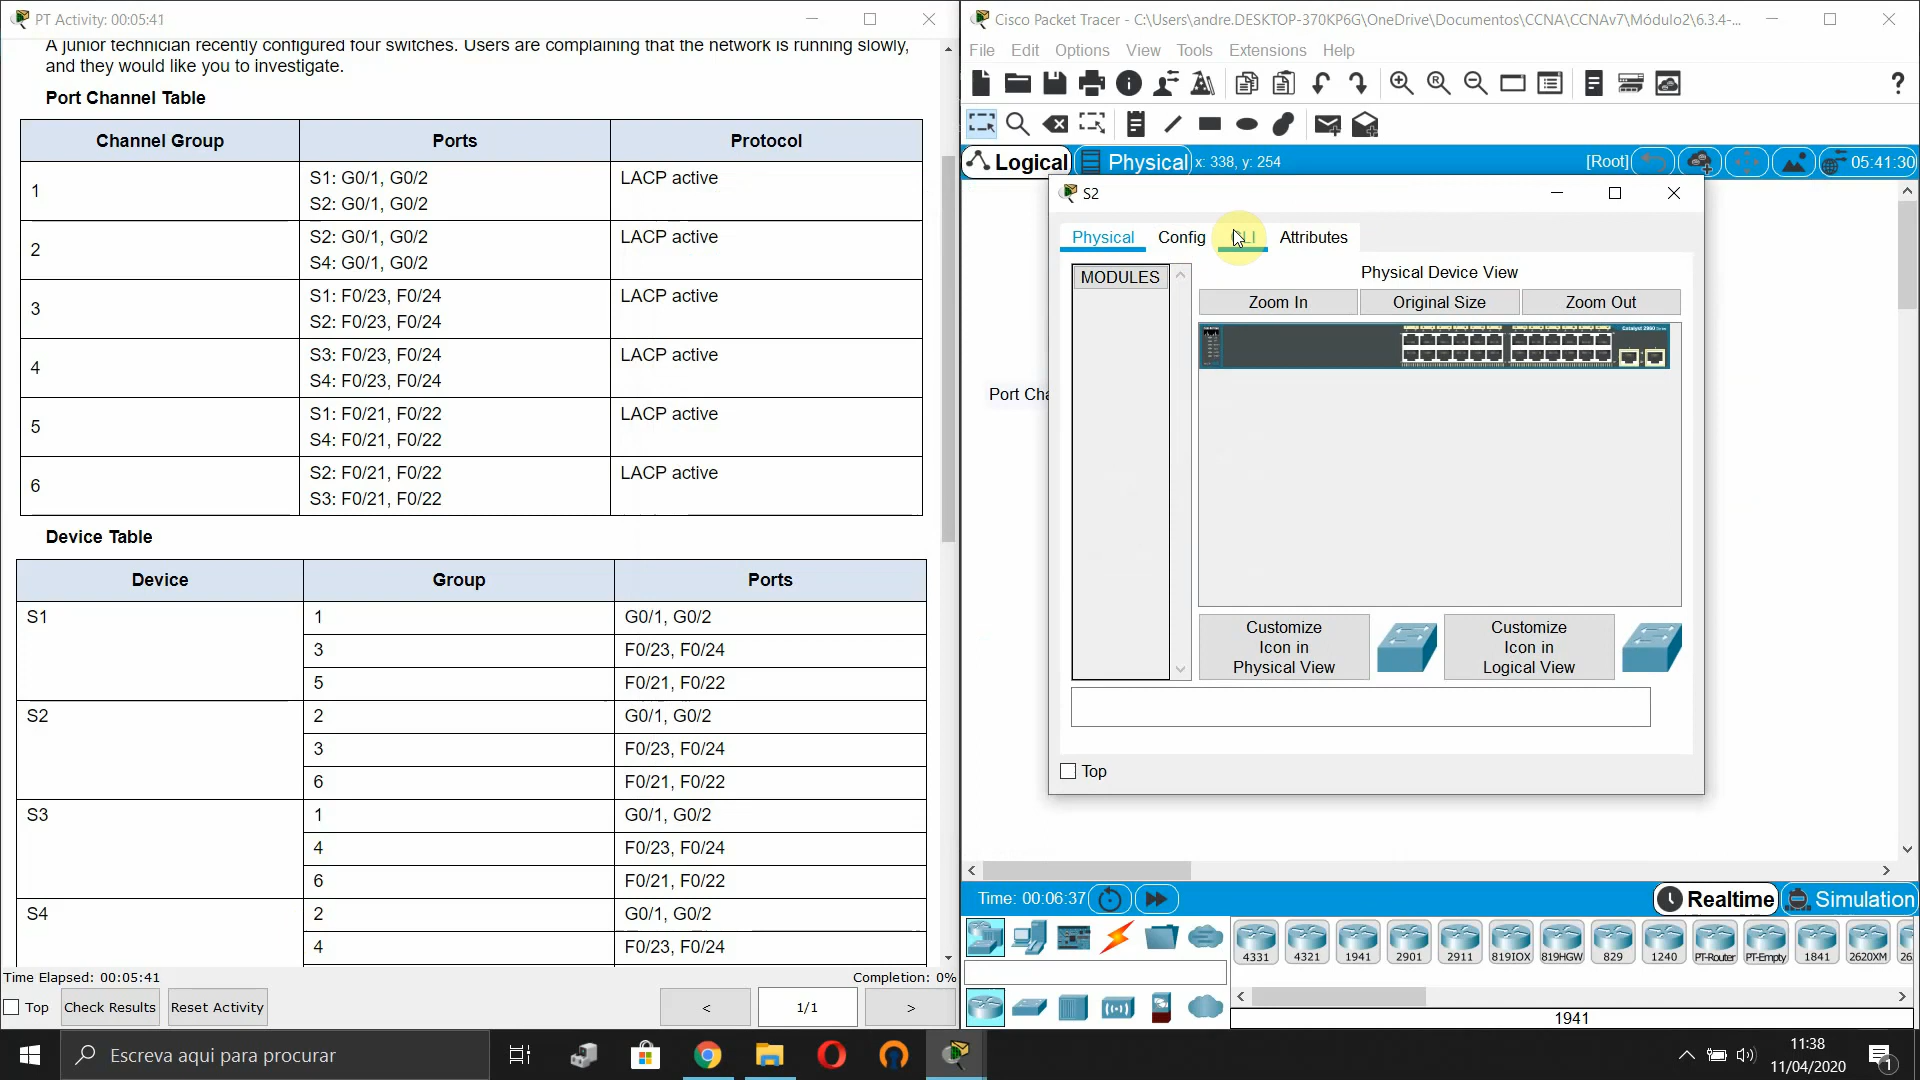 PT Activity: 00:05:41
A junior technician recently configured four switches. Users are complaining that the network is running slowly,
and they would like you to investigate.
Port Channel Table
Channel Group
Ports
Protocol
1
S1: G0/1, G0/2
S2: G0/1, G0/2
LACP active
2
S2: G0/1, G0/2
S4: G0/1, G0/2
LACP active
3
S1: F0/23, F0/24
S2: F0/23, F0/24
LACP active
4
S3: F0/23, F0/24
S4: F0/23, F0/24
LACP active
5
S1: F0/21, F0/22
S4: F0/21, F0/22
LACP active
6
S2: F0/21, F0/22
S3: F0/21, F0/22
LACP active
Device Table
Device
Group
Ports
S1
1
G0/1, G0/2
3
F0/23, F0/24
5
F0/21, F0/22
S2
2
G0/1, G0/2
3
F0/23, F0/24
6
F0/21, F0/22
S3
1
G0/1, G0/2
4
F0/23, F0/24
6
F0/21, F0/22
S4
2
G0/1, G0/2
4
F0/23, F0/24
Time Elapsed: 00:05:41
Completion: 0%
Top
Check Results
Reset Activity
<
1/1
>
Cisco Packet Tracer - C:\Users\andre.DESKTOP-370KP6G\OneDrive\Documentos\CCNA\CCNAv7\Módulo2\6.3.4-...
File Edit Options View Tools Extensions Help
?
Logical
Physical
x: 338, y: 254
[Root]
05:41:30
Port Cha
S2
Physical
Config
CLI
Attributes
MODULES
Physical Device View
Zoom In
Original Size
Zoom Out
Catalyst 2960
Customize
Icon in
Physical View
Customize
Icon in
Logical View
Top
Time: 00:06:37
Realtime
Simulation
4331
4321
1941
2901
2911
819IOX
819HGW
829
1240
PT-Router
PT-Empty
1841
2620XM
26
1941
Escreva aqui para procurar
11:38
11/04/2020
1